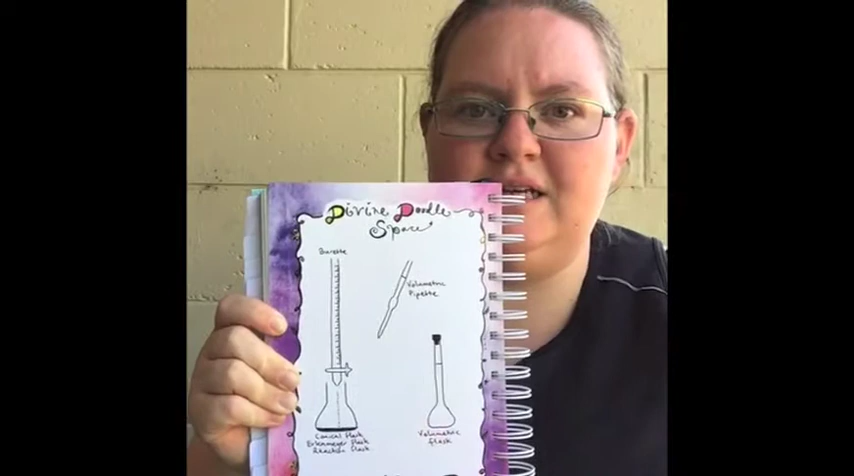 Divine Doodle
Space
Burette
Volumetric
Pipette
Conical flask
Erlenmeyer flask
Reaction flask
Volumetric
flask